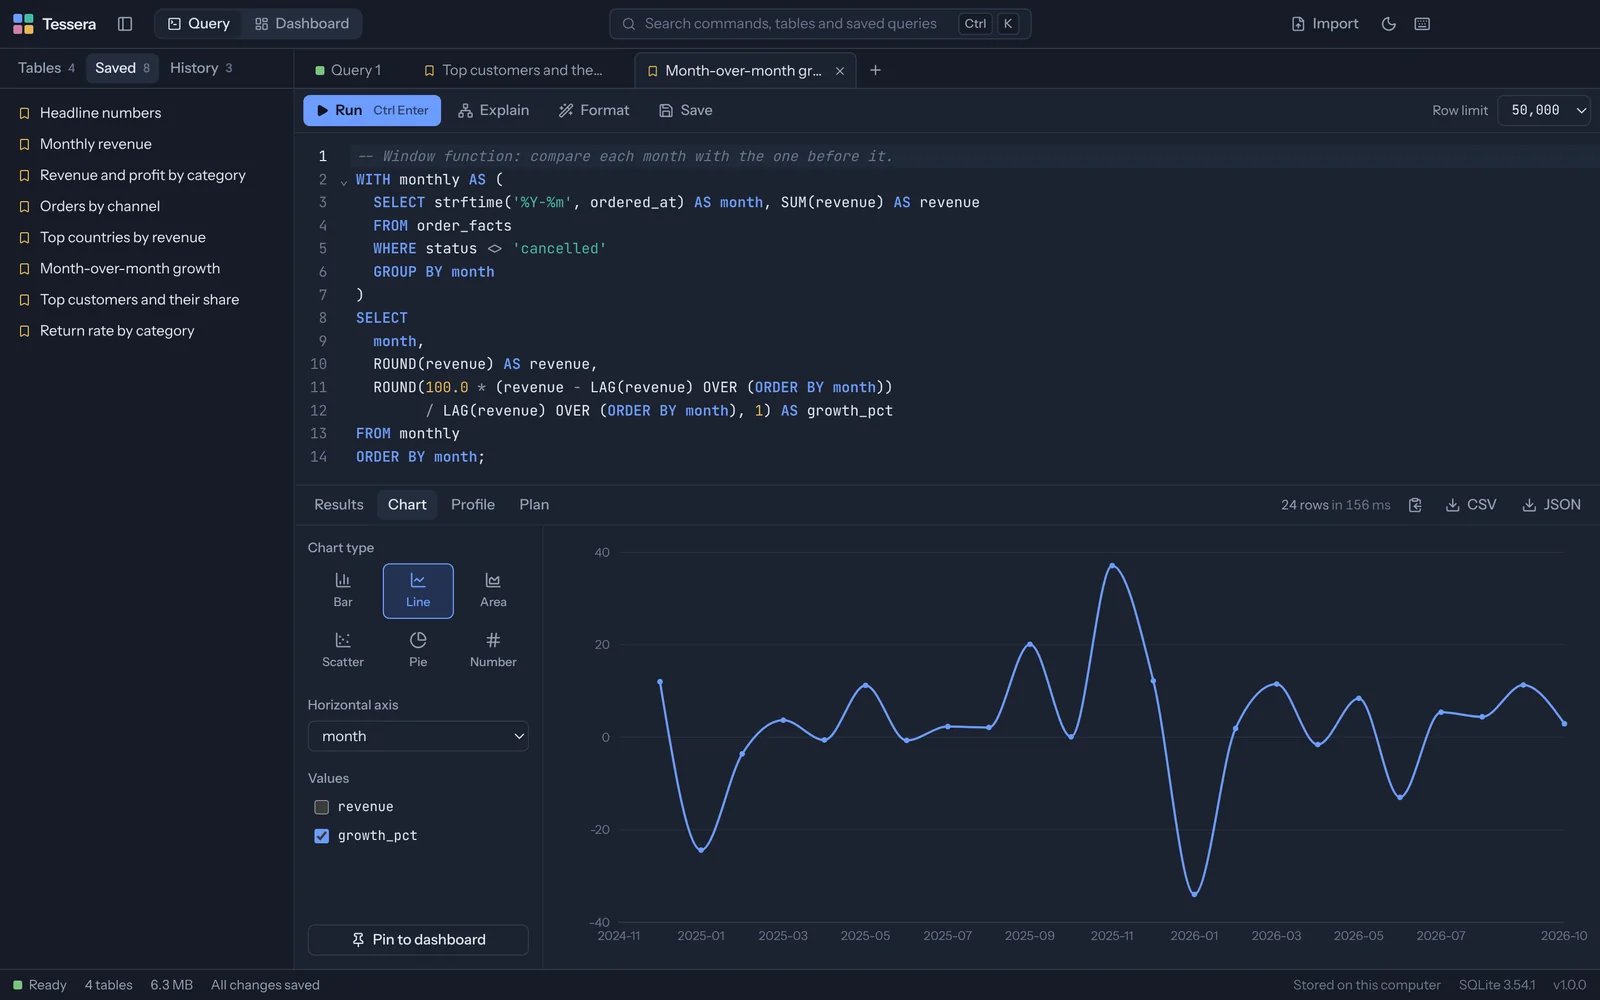 Tessera
Query
Dashboard
Search commands, tables and saved queries
Ctrl K
Import
Tables 4
Saved 8
History 3
Query 1
Top customers and the...
Month-over-month gr...
Headline numbers
Monthly revenue
Revenue and profit by category
Orders by channel
Top countries by revenue
Month-over-month growth
Top customers and their share
Return rate by category
Run Ctrl Enter
Explain
Format
Save
Row limit
50,000
1 -- Window function: compare each month with the one before it.
2 WITH monthly AS (
3 SELECT strftime('%Y-%m', ordered_at) AS month, SUM(revenue) AS revenue
4 FROM order_facts
5 WHERE status <> 'cancelled'
6 GROUP BY month
7 )
8 SELECT
9 month,
10 ROUND(revenue) AS revenue,
11 ROUND(100.0 * (revenue - LAG(revenue) OVER (ORDER BY month))
12 / LAG(revenue) OVER (ORDER BY month), 1) AS growth_pct
13 FROM monthly
14 ORDER BY month;
Results
Chart
Profile
Plan
24 rows in 156 ms
CSV
JSON
Chart type
Bar
Line
Area
Scatter
Pie
Number
Horizontal axis
month
Values
revenue
growth_pct
Pin to dashboard
40
20
0
-20
-40
2024-11
2025-01
2025-03
2025-05
2025-07
2025-09
2025-11
2026-01
2026-03
2026-05
2026-07
2026-10
Ready
4 tables
6.3 MB
All changes saved
Stored on this computer
SQLite 3.54.1
v1.0.0